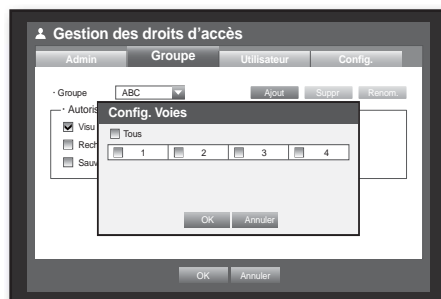 Gestion des droits d'accès
Admin Groupe Utilisateur Config.
· Groupe ABC Ajout Suppr Renom.
· Autoris
Config. Voies
Visu
Tous
Rech
1 2 3 4
Sauv
OK Annuler
OK Annuler